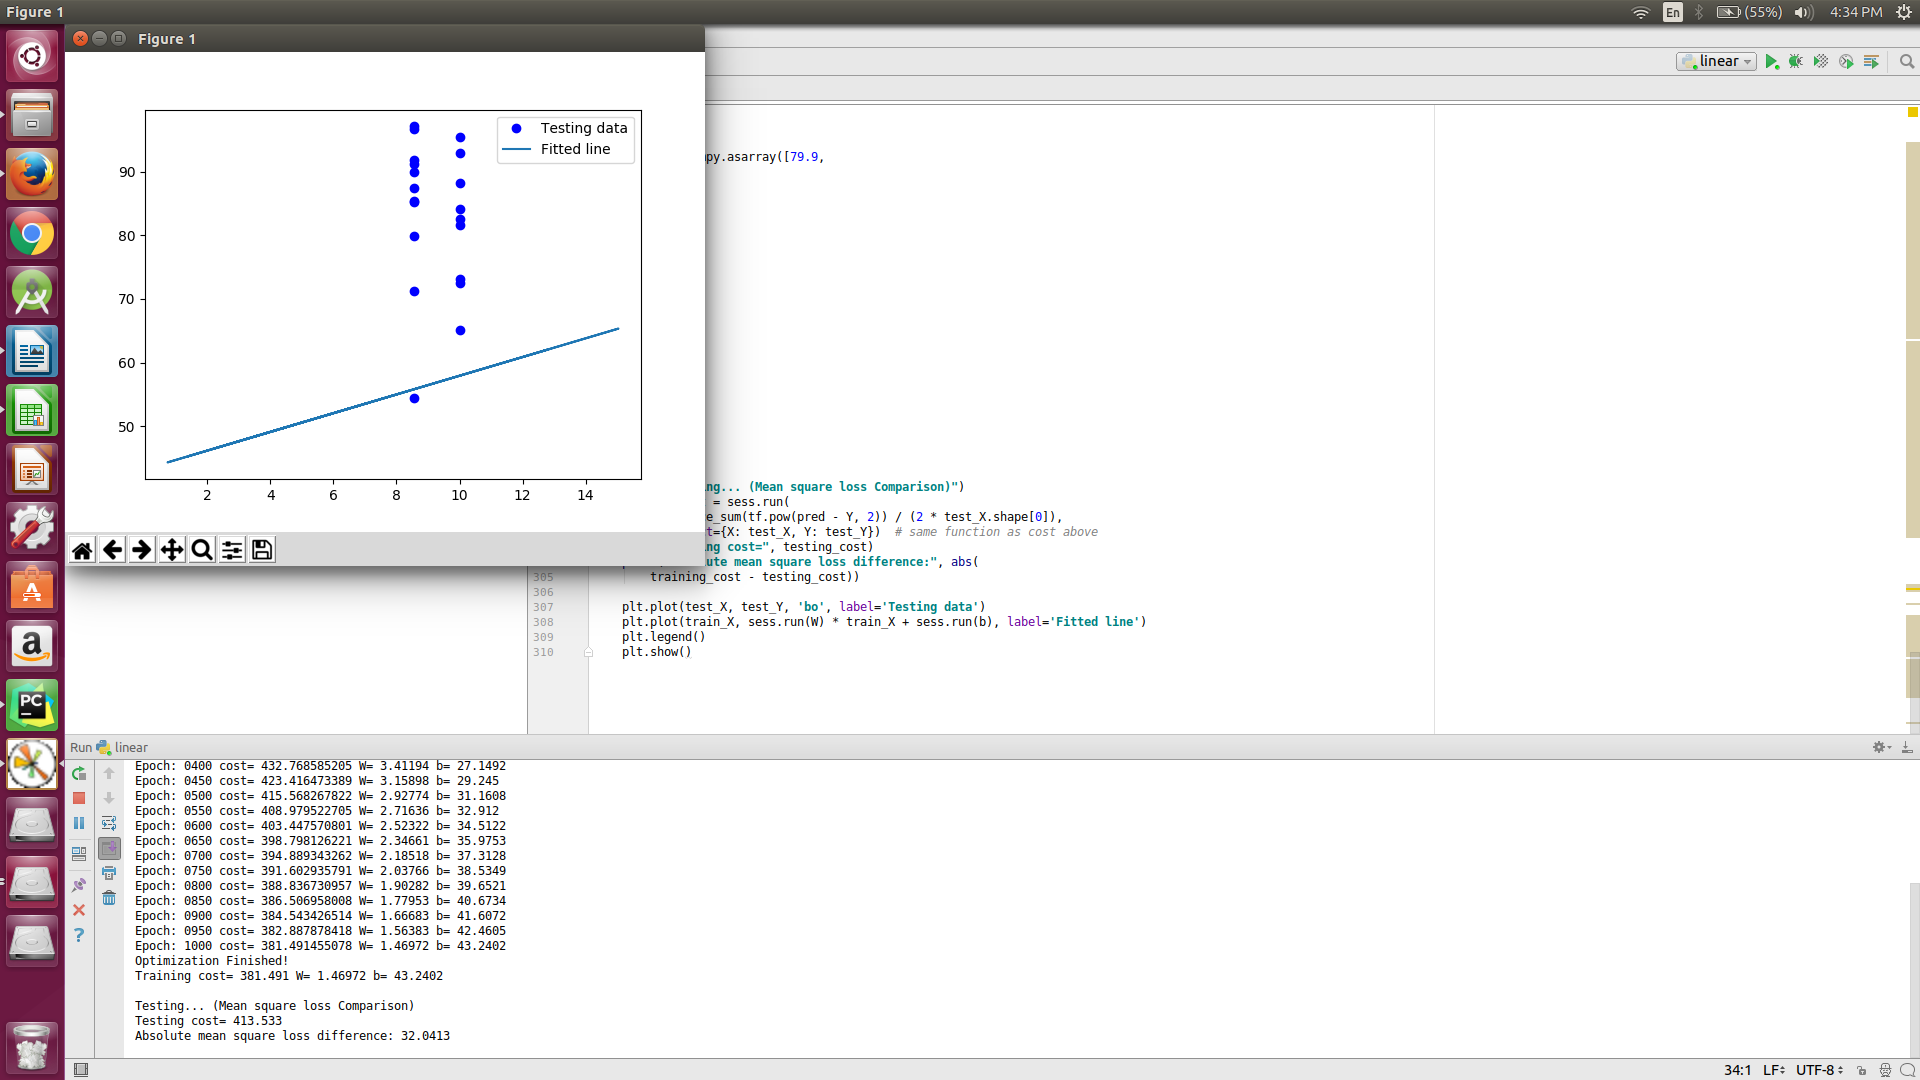 Figure 1
En
(55%)
4:34 PM
Figure 1
linear
Testing data
Fitted line
90
80
70
60
50
2 4 6 8 10 12 14
py.asarray([79.9,
ng... (Mean square loss Comparison)")
= sess.run(
e_sum(tf.pow(pred - Y, 2)) / (2 * test_X.shape[0]),
t={X: test_X, Y: test_Y}) # same function as cost above
ng cost=", testing_cost)
ute mean square loss difference:", abs(
305 training_cost - testing_cost))
306
307 plt.plot(test_X, test_Y, 'bo', label='Testing data')
308 plt.plot(train_X, sess.run(W) * train_X + sess.run(b), label='Fitted line')
309 plt.legend()
310 plt.show()
PC
Run linear
Epoch: 0400 cost= 432.768585205 W= 3.41194 b= 27.1492
Epoch: 0450 cost= 423.416473389 W= 3.15898 b= 29.245
Epoch: 0500 cost= 415.568267822 W= 2.92774 b= 31.1608
Epoch: 0550 cost= 408.979522705 W= 2.71636 b= 32.912
Epoch: 0600 cost= 403.447570801 W= 2.52322 b= 34.5122
Epoch: 0650 cost= 398.798126221 W= 2.34661 b= 35.9753
Epoch: 0700 cost= 394.889343262 W= 2.18518 b= 37.3128
Epoch: 0750 cost= 391.602935791 W= 2.03766 b= 38.5349
Epoch: 0800 cost= 388.836730957 W= 1.90282 b= 39.6521
Epoch: 0850 cost= 386.506958008 W= 1.77953 b= 40.6734
Epoch: 0900 cost= 384.543426514 W= 1.66683 b= 41.6072
Epoch: 0950 cost= 382.887878418 W= 1.56383 b= 42.4605
Epoch: 1000 cost= 381.491455078 W= 1.46972 b= 43.2402
Optimization Finished!
Training cost= 381.491 W= 1.46972 b= 43.2402
Testing... (Mean square loss Comparison)
Testing cost= 413.533
Absolute mean square loss difference: 32.0413
34:1 LF UTF-8